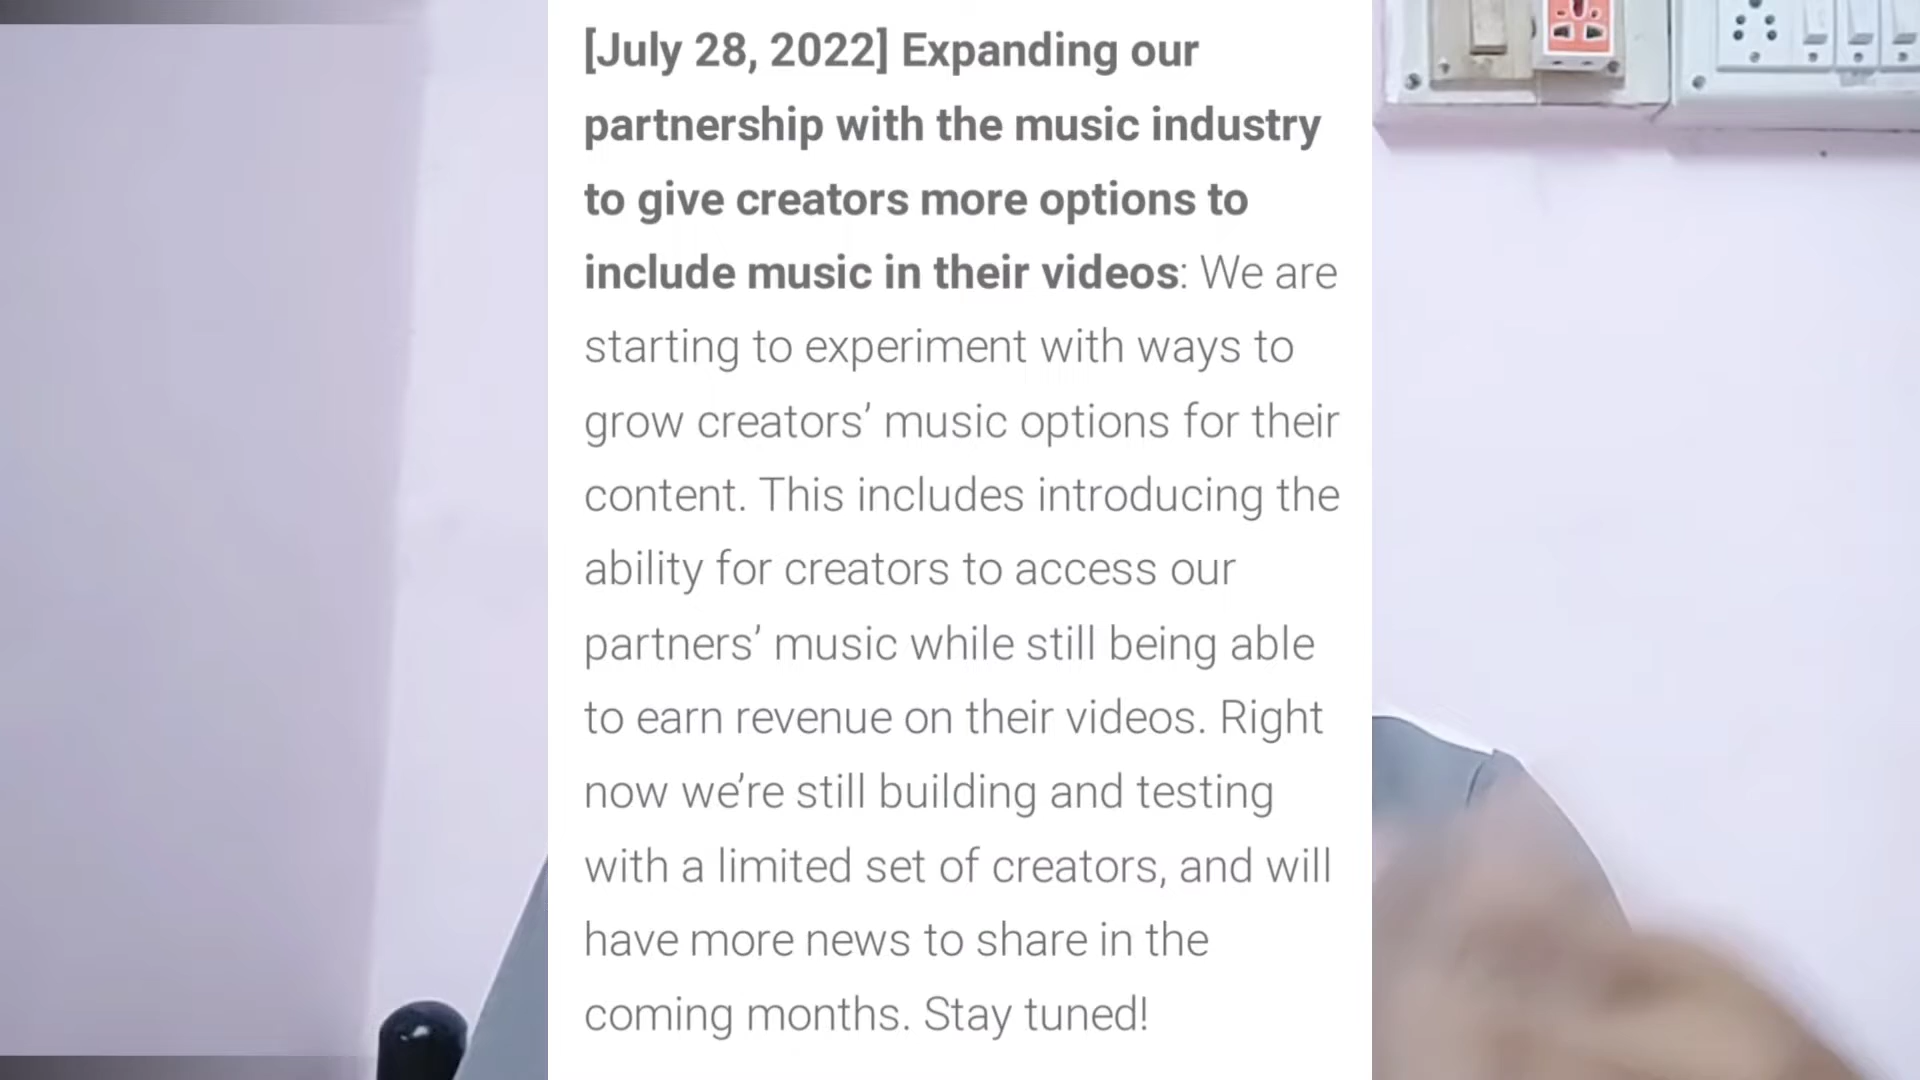 [July 28, 2022] Expanding our
partnership with the music industry
to give creators more options to
include music in their videos: We are
starting to experiment with ways to
grow creators’ music options for their
content. This includes introducing the
ability for creators to access our
partners’ music while still being able
to earn revenue on their videos. Right
now we’re still building and testing
with a limited set of creators, and will
have more news to share in the
coming months. Stay tuned!